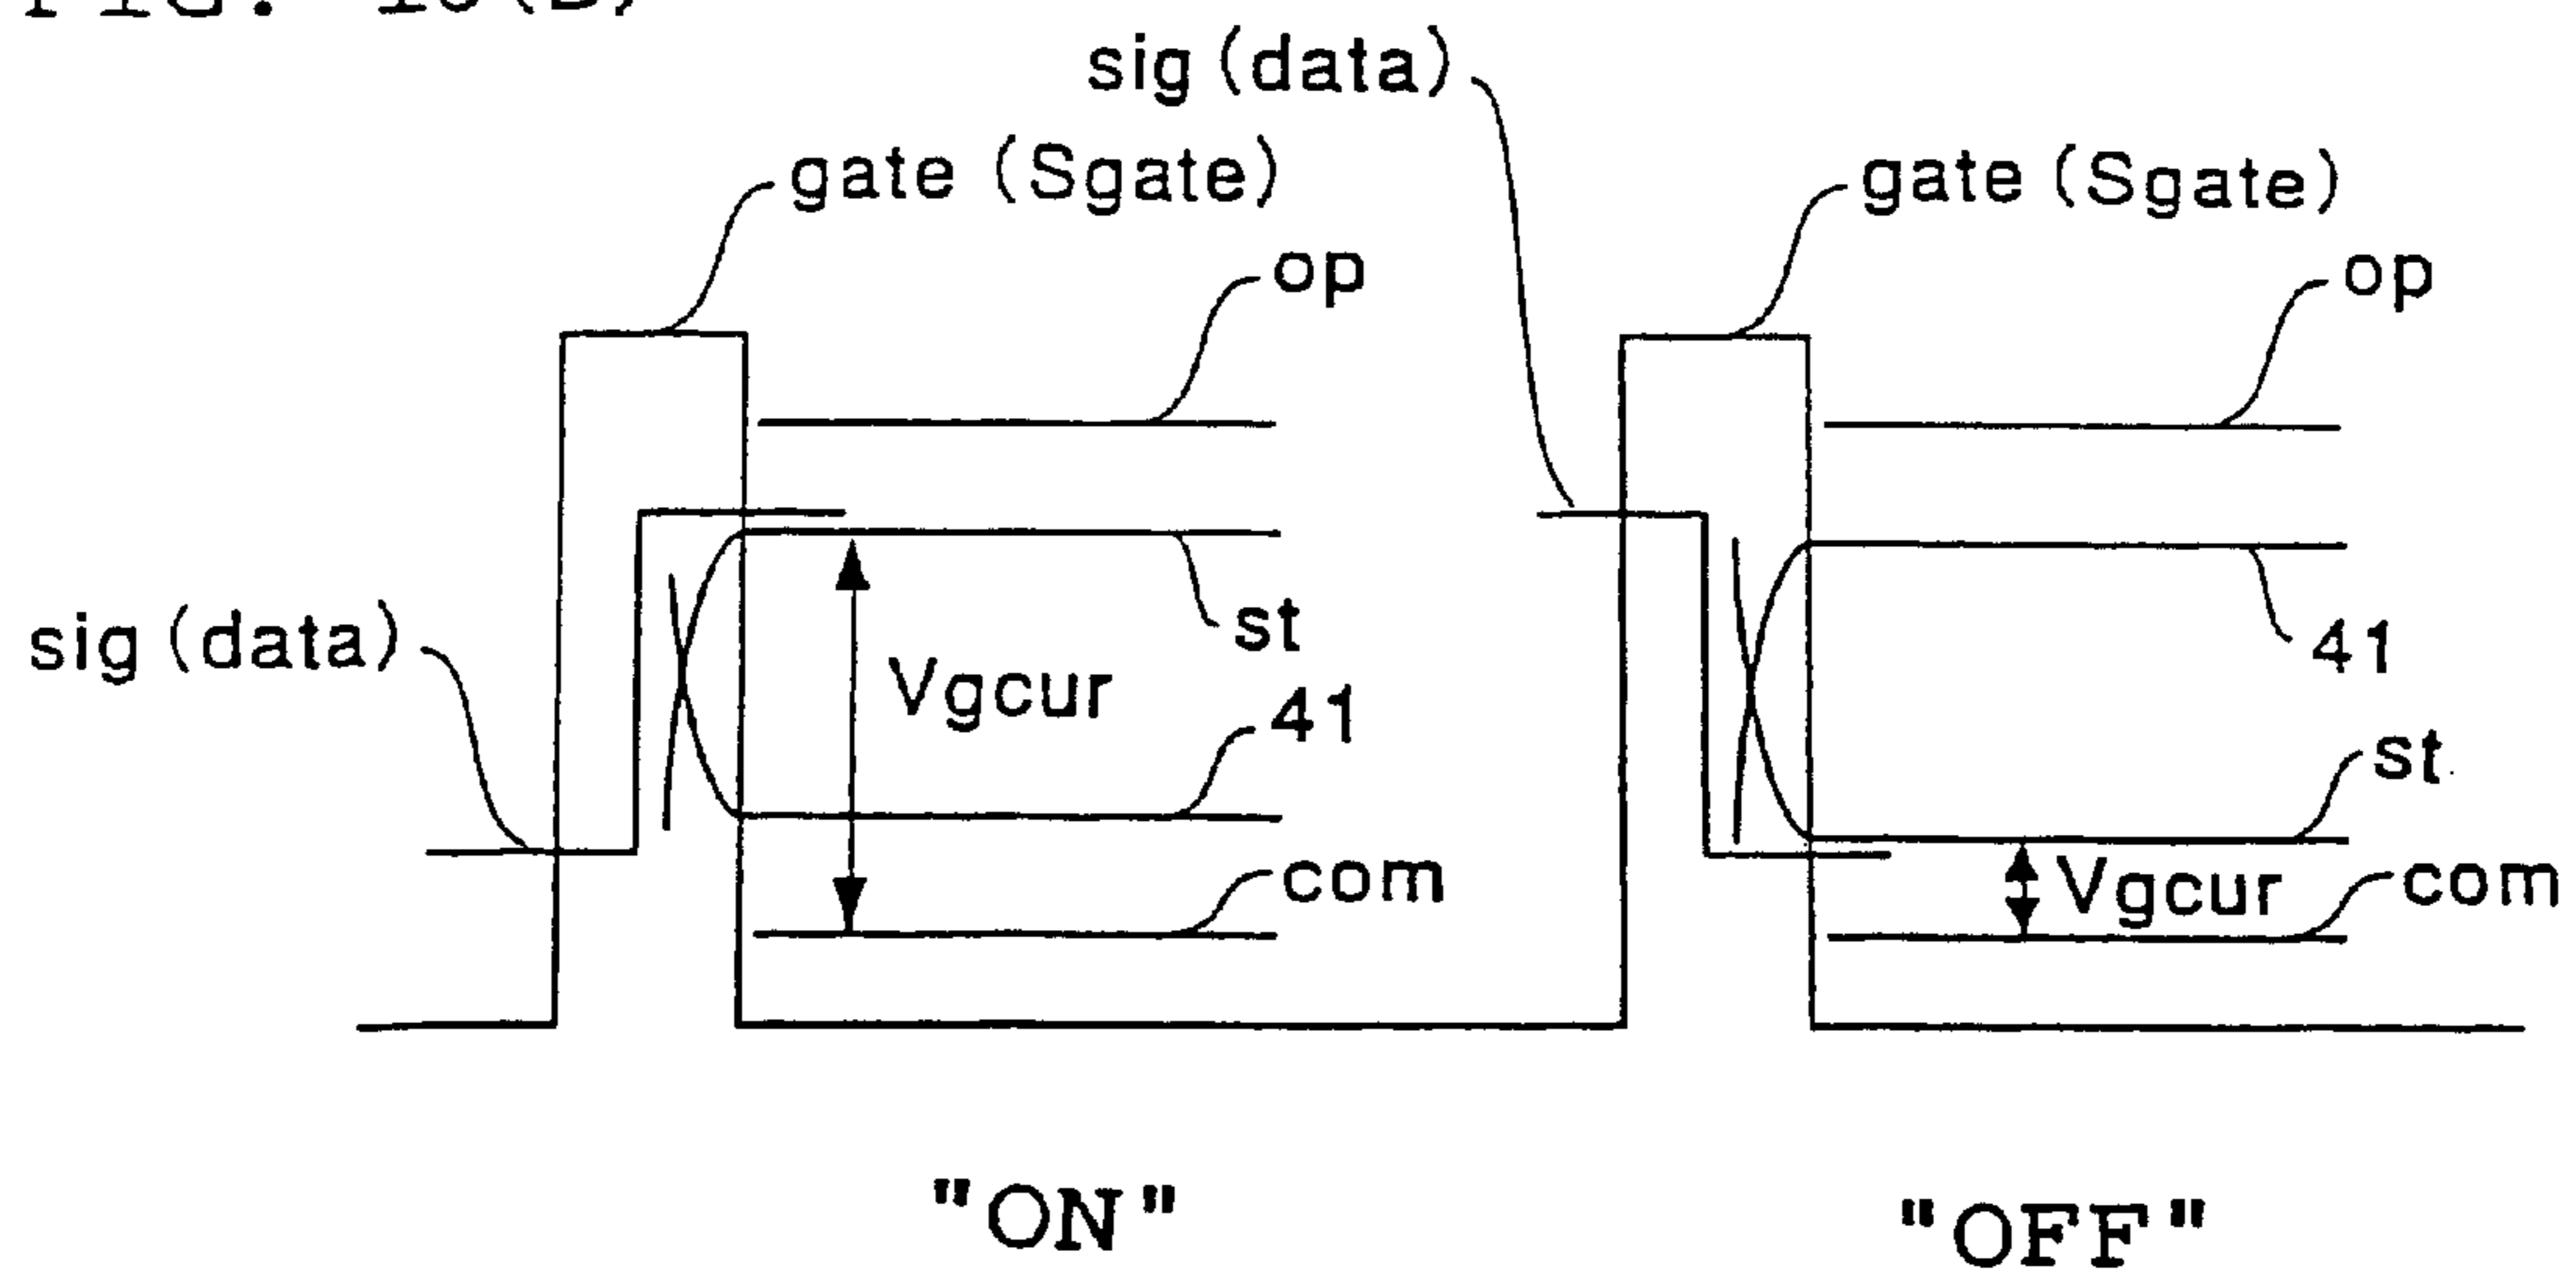 sig (data)
gate (Sgate)
gate (Sgate)
op
op
sig (data)
st
41
Vgcur
41
st
com
Vgcur
com
"ON"
"OFF"